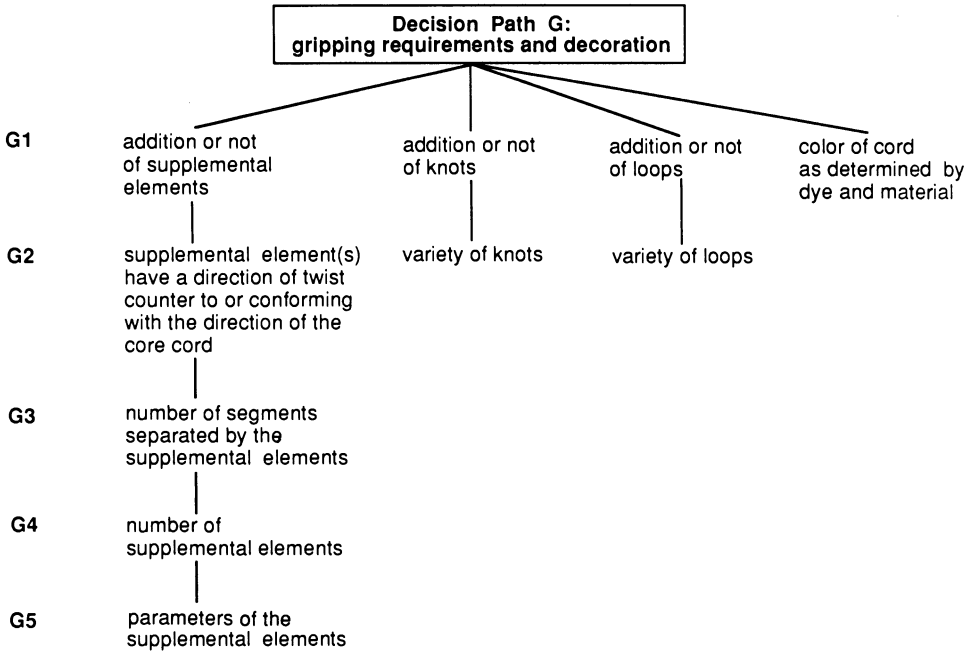 Decision Path G:
gripping requirements and decoration
G1
addition or not
of supplemental
elements
addition or not
of knots
addition or not
of loops
color of cord
as determined by
dye and material
G2
supplemental element(s)
have a direction of twist
counter to or conforming
with the direction of the
core cord
variety of knots
variety of loops
G3
number of segments
separated by the
supplemental elements
G4
number of
supplemental elements
G5
parameters of the
supplemental elements